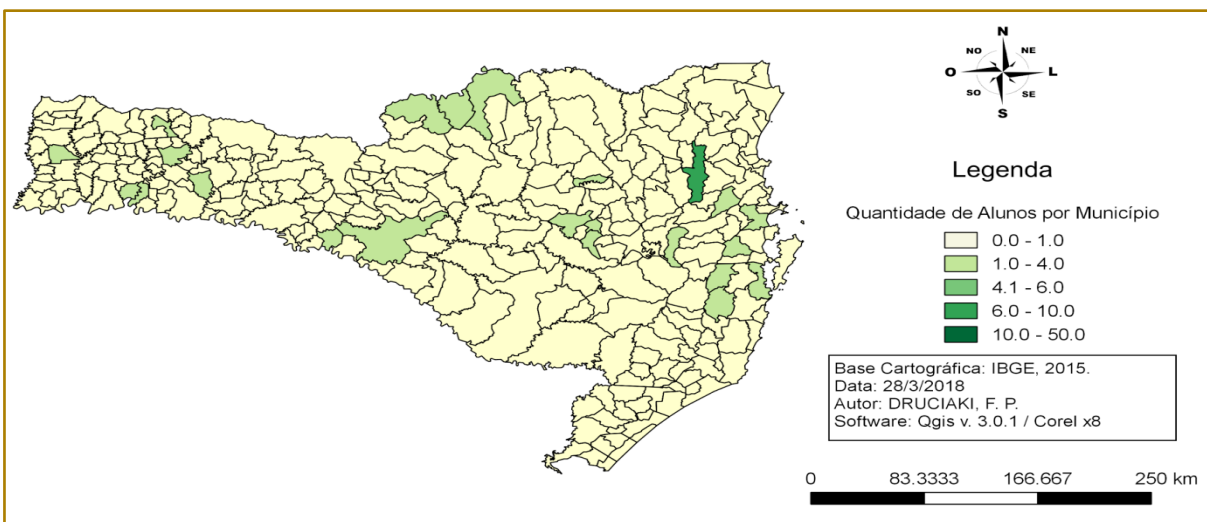 N
NO NE
O L
SO SE
S
Legenda
Quantidade de Alunos por Município
0.0 - 1.0
1.0 - 4.0
4.1 - 6.0
6.0 - 10.0
10.0 - 50.0
Base Cartográfica: IBGE, 2015.
Data: 28/3/2018
Autor: DRUCIAKI, F. P.
Software: Qgis v. 3.0.1 / Corel x8
0 83.3333 166.667 250 km